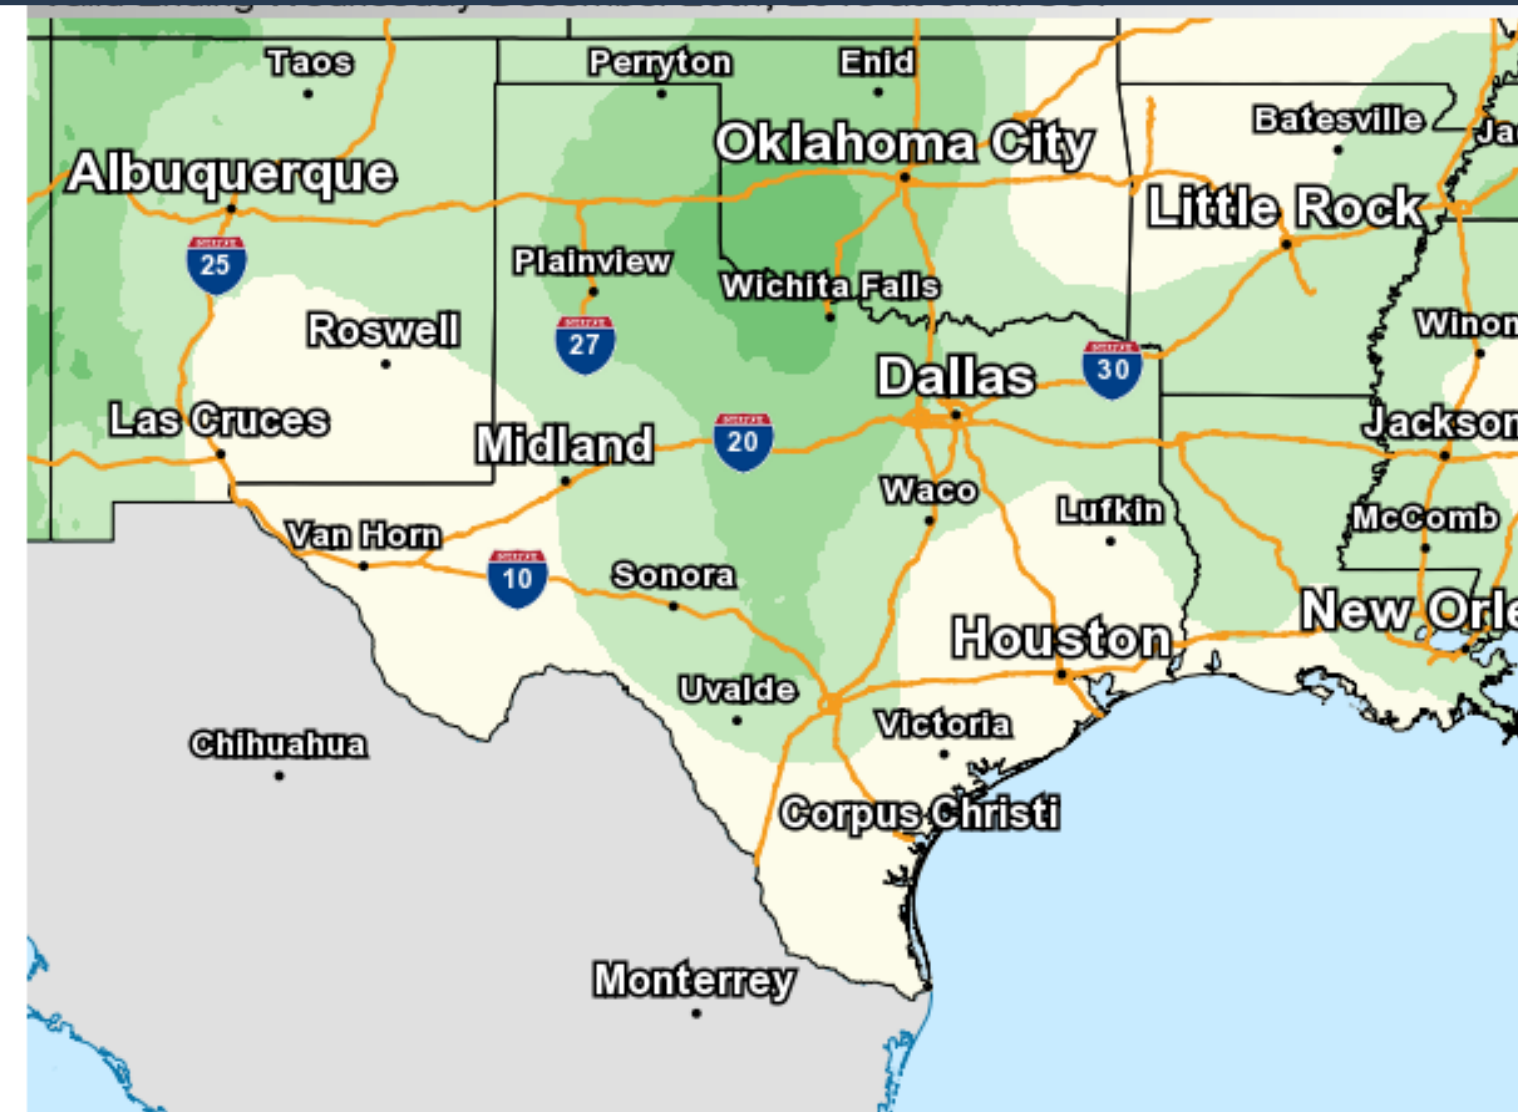 Taos
Perryton
Enid
Batesville
Oklahoma City
Ja
Albuquerque
Little Rock
25
Plainview
Wichita Falls
Roswell
27
Winon
Dallas
30
Las Cruces
Midland
20
Jackson
Waco
Lufkin
McComb
Van Horn
10
Sonora
New Orle
Houston
Uvalde
Victoria
Chihuahua
Corpus Christi
Monterrey